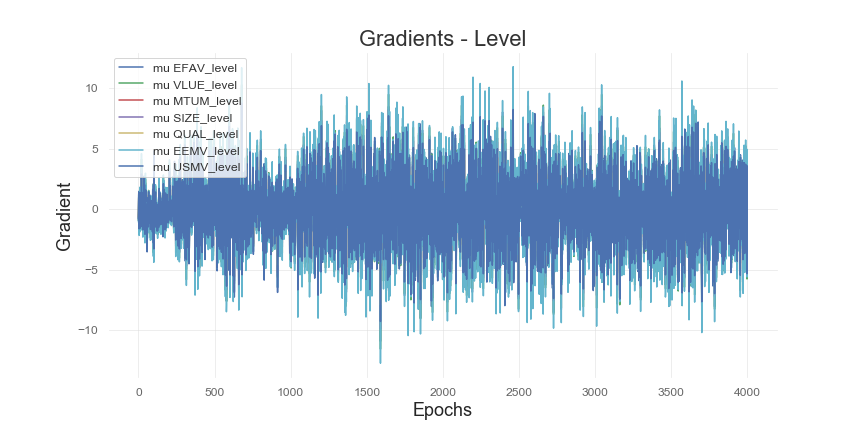 Gradients - Level
mu EFAV_level
mu VLUE_level
mu MTUM_level
mu SIZE_level
mu QUAL_level
mu EEMV_level
mu USMV_level
10
5
0
−5
−10
Gradient
0 500 1000 1500 2000 2500 3000 3500 4000
Epochs